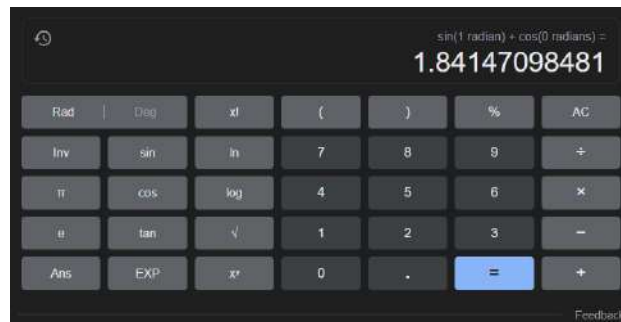 sin(1 radian) + cos(0 radians) =
1.84147098481
Rad | Deg x! ( ) % AC
Inv sin ln 7 8 9 ÷
π cos log 4 5 6 ×
e tan √ 1 2 3 −
Ans EXP xʸ 0 . = +
Feedback